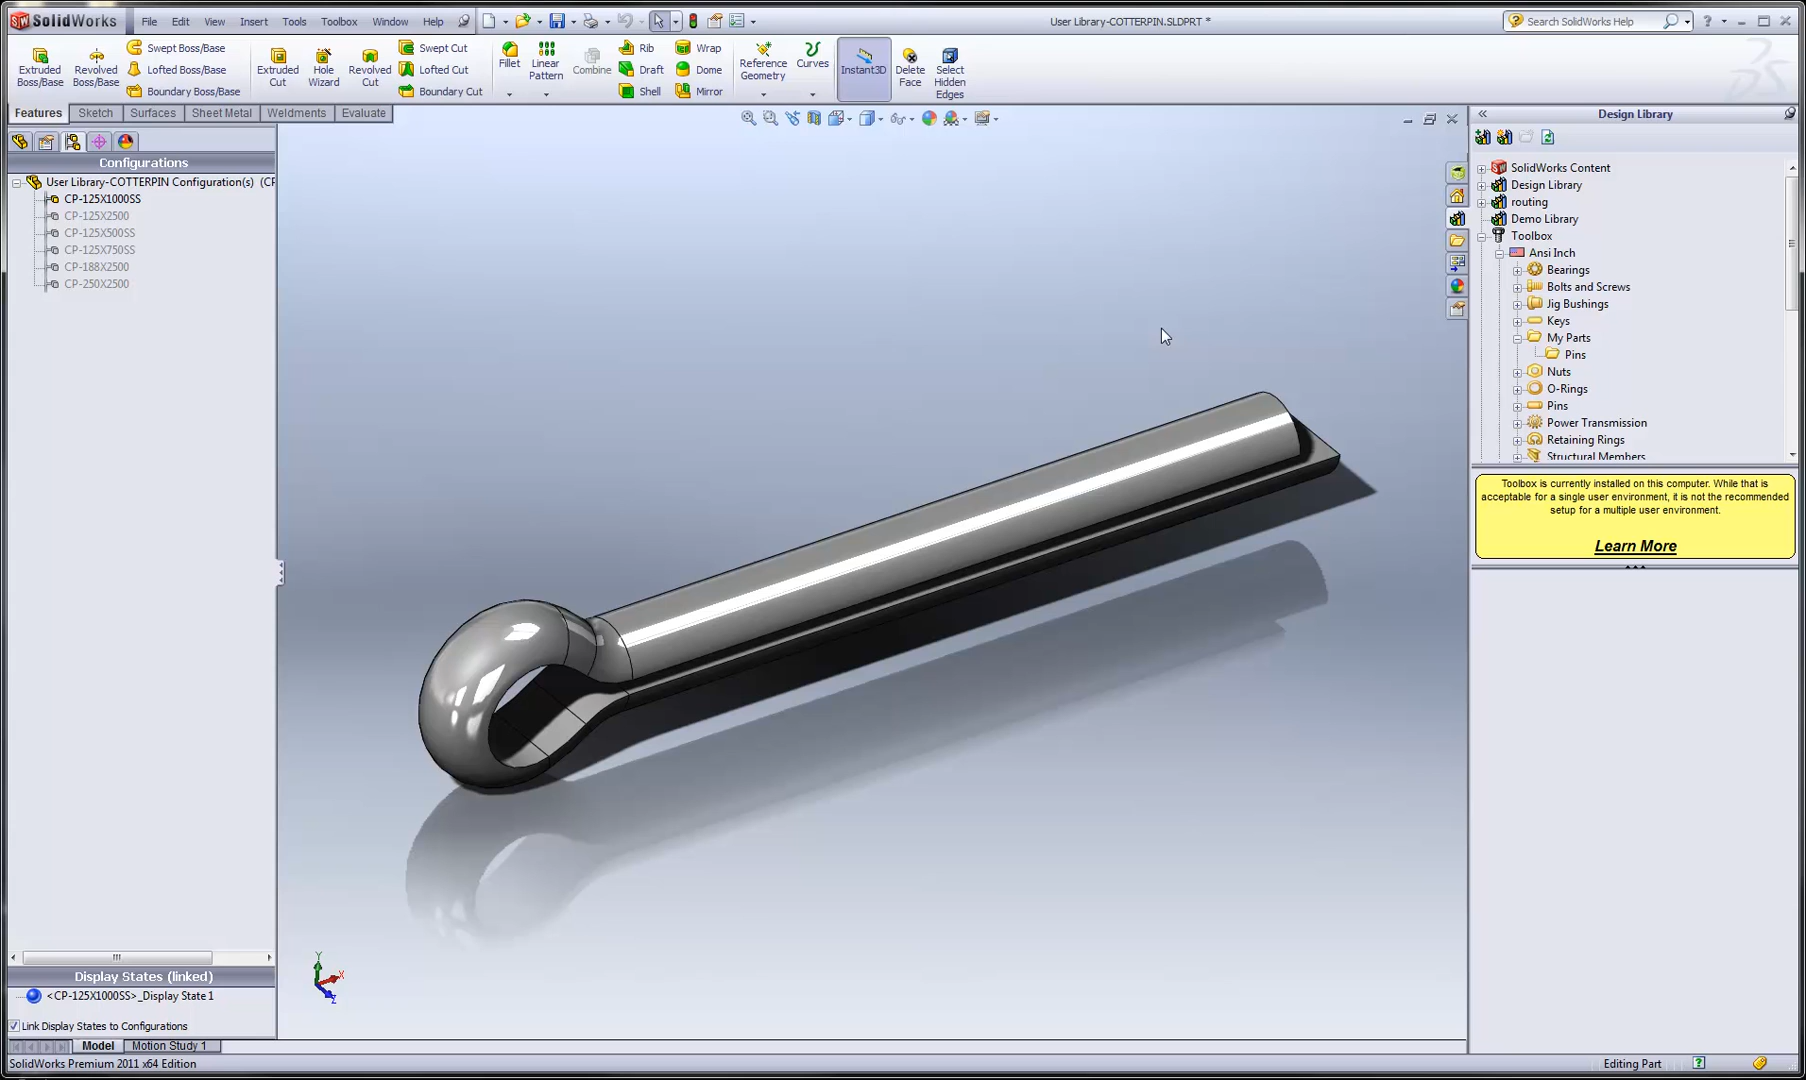 SolidWorks File Edit View Insert Tools Toolbox Window Help User Library-COTTERPIN.SLDPRT * Search SolidWorks Help
Extruded Boss/Base
Revolved Boss/Base
Swept Boss/Base
Lofted Boss/Base
Boundary Boss/Base
Extruded Cut
Hole Wizard
Revolved Cut
Swept Cut
Lofted Cut
Boundary Cut
Fillet
Linear Pattern
Combine
Rib
Draft
Shell
Wrap
Dome
Mirror
Reference Geometry
Curves
Instant3D
Delete Face
Select Hidden Edges
Features Sketch Surfaces Sheet Metal Weldments Evaluate
Configurations
User Library-COTTERPIN Configuration(s) (CP
CP-125X1000SS
CP-125X2500
CP-125X500SS
CP-125X750SS
CP-188X2500
CP-250X2500
Display States (linked)
<CP-125X1000SS>_Display State 1
Link Display States to Configurations
Y
X
Z
Design Library
SolidWorks Content
Design Library
routing
Demo Library
Toolbox
Ansi Inch
Bearings
Bolts and Screws
Jig Bushings
Keys
My Parts
Pins
Nuts
O-Rings
Pins
Power Transmission
Retaining Rings
Structural Members
Toolbox is currently installed on this computer. While that is
acceptable for a single user environment, it is not the recommended
setup for a multiple user environment.
Learn More
Model Motion Study 1
SolidWorks Premium 2011 x64 Edition Editing Part